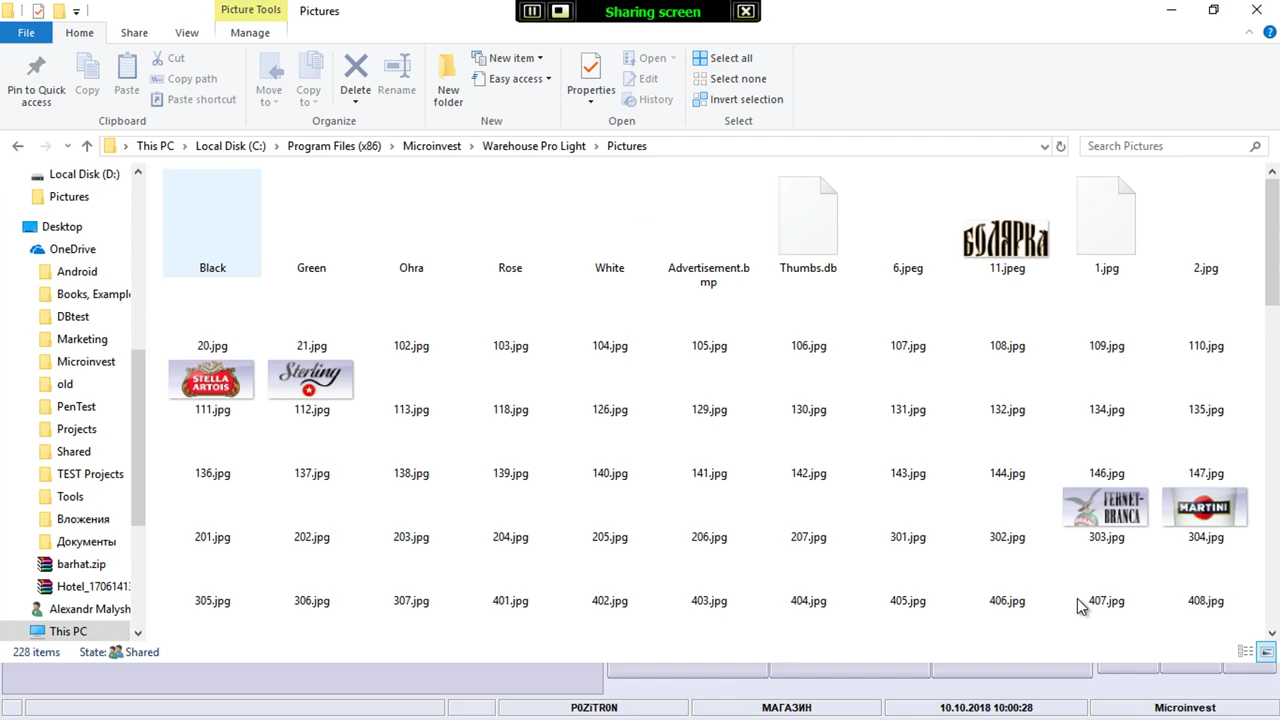 Picture Tools
Pictures
Sharing screen
File
Home
Share
View
Manage
Pin to Quick access
Copy
Paste
Cut
Copy path
Paste shortcut
Clipboard
Move to
Copy to
Delete
Rename
Organize
New folder
New item
Easy access
New
Properties
Open
Edit
History
Open
Select all
Select none
Invert selection
Select
This PC
Local Disk (C:)
Program Files (x86)
Microinvest
Warehouse Pro Light
Pictures
Search Pictures
Local Disk (D:)
Pictures
Desktop
OneDrive
Android
Books, Example
DBtest
Marketing
Microinvest
old
PenTest
Projects
Shared
TEST Projects
Tools
Вложения
Документы
barhat.zip
Hotel_17061413
Alexandr Malysh
This PC
БОЛЯРКА
Black Green Ohra Rose White Advertisement.b Thumbs.db 6.jpeg 11.jpeg 1.jpg 2.jpg
mp
20.jpg 21.jpg 102.jpg 103.jpg 104.jpg 105.jpg 106.jpg 107.jpg 108.jpg 109.jpg 110.jpg
STELLA ARTOIS
Sterling
111.jpg 112.jpg 113.jpg 118.jpg 126.jpg 129.jpg 130.jpg 131.jpg 132.jpg 134.jpg 135.jpg
136.jpg 137.jpg 138.jpg 139.jpg 140.jpg 141.jpg 142.jpg 143.jpg 144.jpg 146.jpg 147.jpg
FERNET-BRANCA
MARTINI
201.jpg 202.jpg 203.jpg 204.jpg 205.jpg 206.jpg 207.jpg 301.jpg 302.jpg 303.jpg 304.jpg
305.jpg 306.jpg 307.jpg 401.jpg 402.jpg 403.jpg 404.jpg 405.jpg 406.jpg 407.jpg 408.jpg
228 items State: Shared
P0ZiTR0N
МАГАЗИН
10.10.2018 10:00:28
Microinvest